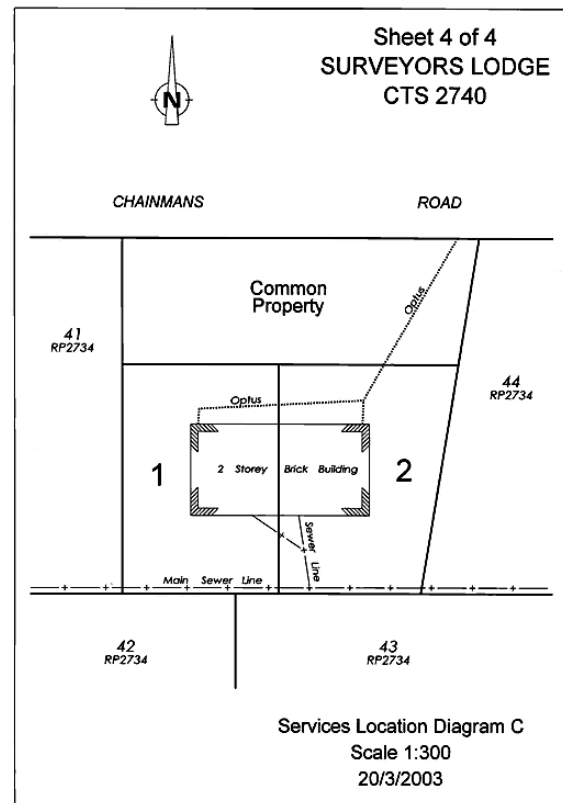 Sheet 4 of 4
SURVEYORS LODGE
CTS 2740
N
CHAINMANS ROAD
Common
Property
Optus
41
RP2734
44
RP2734
Optus
1
2 Storey Brick Building
2
Sewer Line
Main Sewer Line
42
RP2734
43
RP2734
Services Location Diagram C
Scale 1:300
20/3/2003